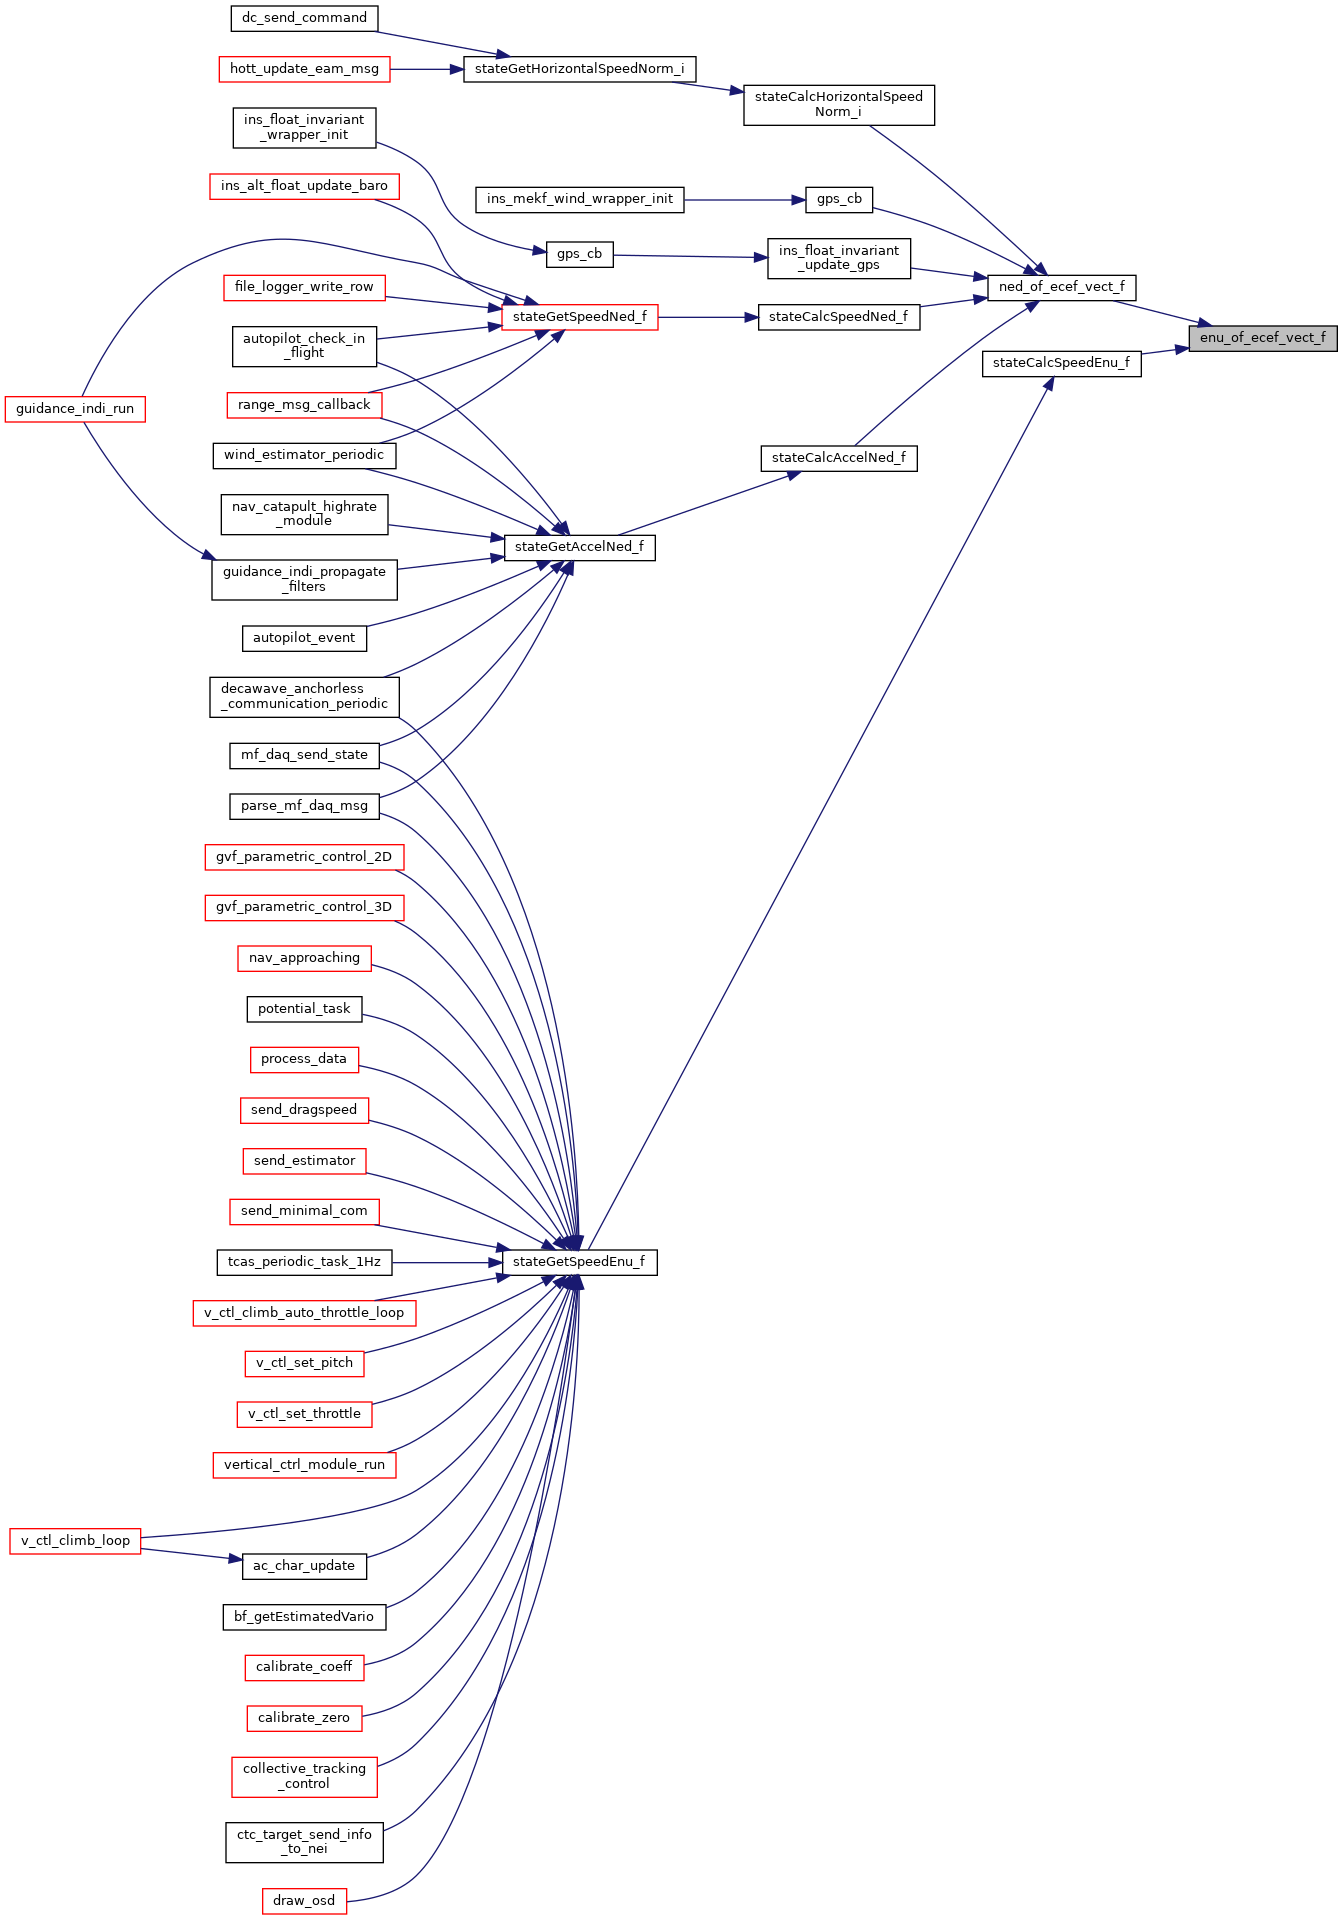 dc_send_command
hott_update_eam_msg
stateGetHorizontalSpeedNorm_i
stateCalcHorizontalSpeed
Norm_i
ins_float_invariant
_wrapper_init
ins_alt_float_update_baro
ins_mekf_wind_wrapper_init
gps_cb
gps_cb
ins_float_invariant
_update_gps
ned_of_ecef_vect_f
file_logger_write_row
stateGetSpeedNed_f
stateCalcSpeedNed_f
enu_of_ecef_vect_f
autopilot_check_in
_flight
stateCalcSpeedEnu_f
guidance_indi_run
range_msg_callback
wind_estimator_periodic
stateCalcAccelNed_f
nav_catapult_highrate
_module
stateGetAccelNed_f
guidance_indi_propagate
_filters
autopilot_event
decawave_anchorless
_communication_periodic
mf_daq_send_state
parse_mf_daq_msg
gvf_parametric_control_2D
gvf_parametric_control_3D
nav_approaching
potential_task
process_data
send_dragspeed
send_estimator
send_minimal_com
tcas_periodic_task_1Hz
stateGetSpeedEnu_f
v_ctl_climb_auto_throttle_loop
v_ctl_set_pitch
v_ctl_set_throttle
vertical_ctrl_module_run
v_ctl_climb_loop
ac_char_update
bf_getEstimatedVario
calibrate_coeff
calibrate_zero
collective_tracking
_control
ctc_target_send_info
_to_nei
draw_osd